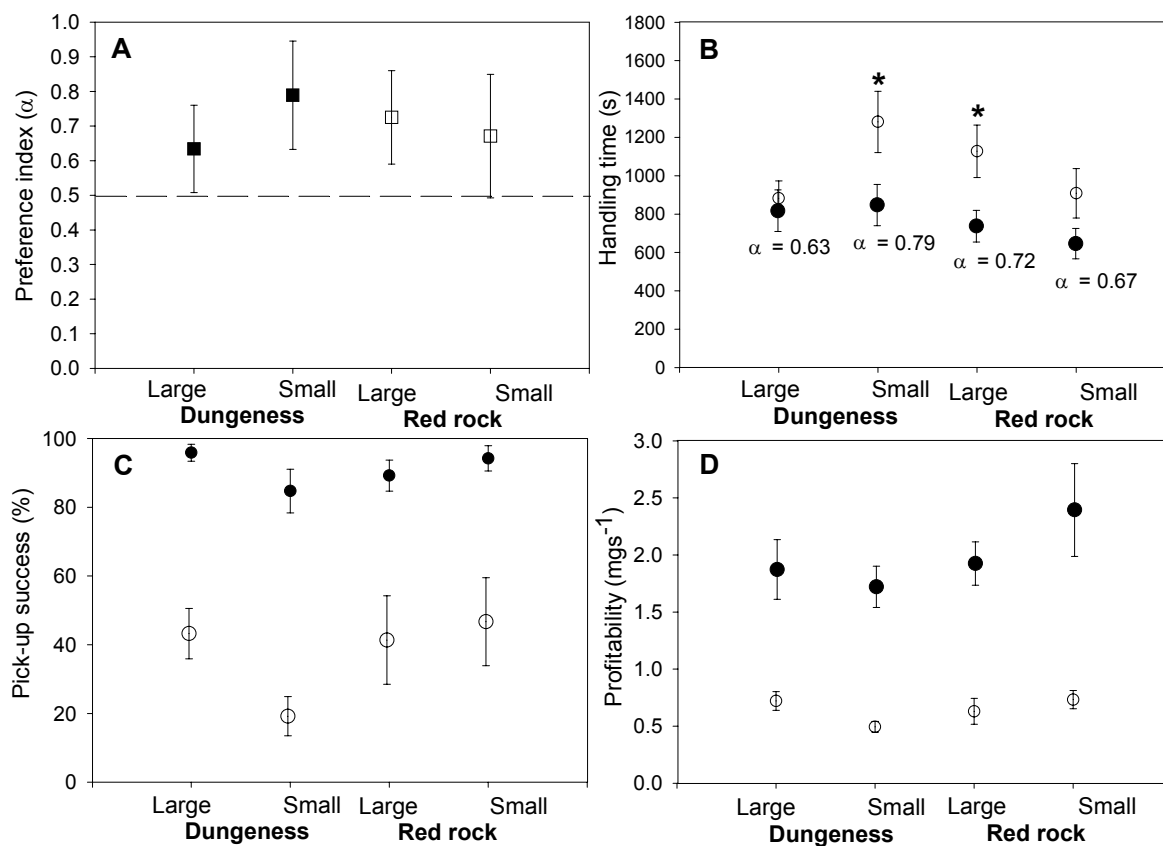 A
Preference index (α)
1.0
0.9
0.8
0.7
0.6
0.5
0.4
0.3
0.2
0.1
0.0
Large Small Large Small
Dungeness Red rock
B
Handling time (s)
1800
1600
1400
1200
1000
800
600
400
200
0
* *
α = 0.63
α = 0.79
α = 0.72
α = 0.67
Large Small Large Small
Dungeness Red rock
C
Pick-up success (%)
100
80
60
40
20
0
Large Small Large Small
Dungeness Red rock
D
Profitability (mgs⁻¹)
3.0
2.5
2.0
1.5
1.0
0.5
0.0
Large Small Large Small
Dungeness Red rock